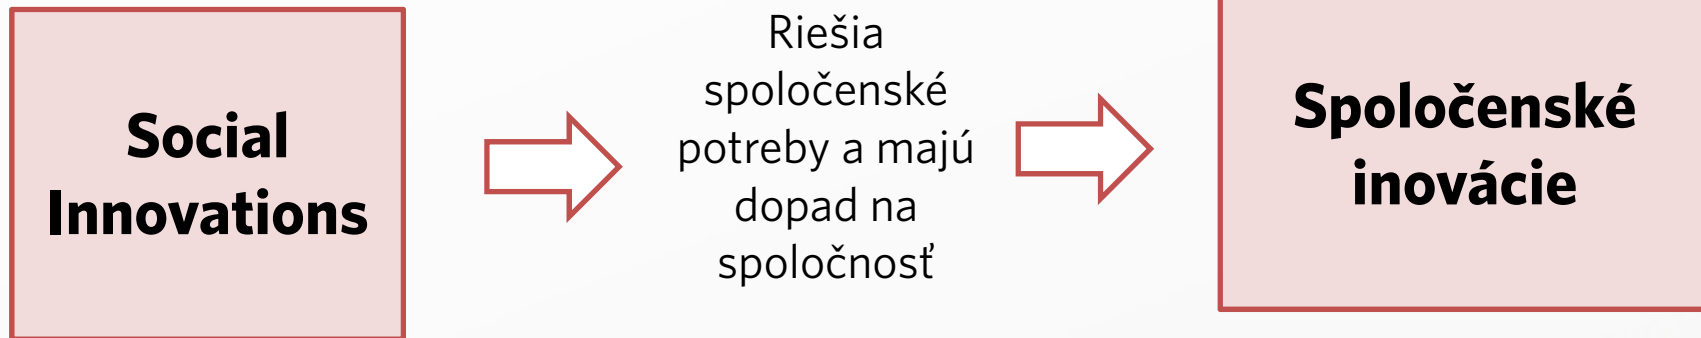 Social
Innovations
Riešia
spoločenské
potreby a majú
dopad na
spoločnosť
Spoločenské
inovácie